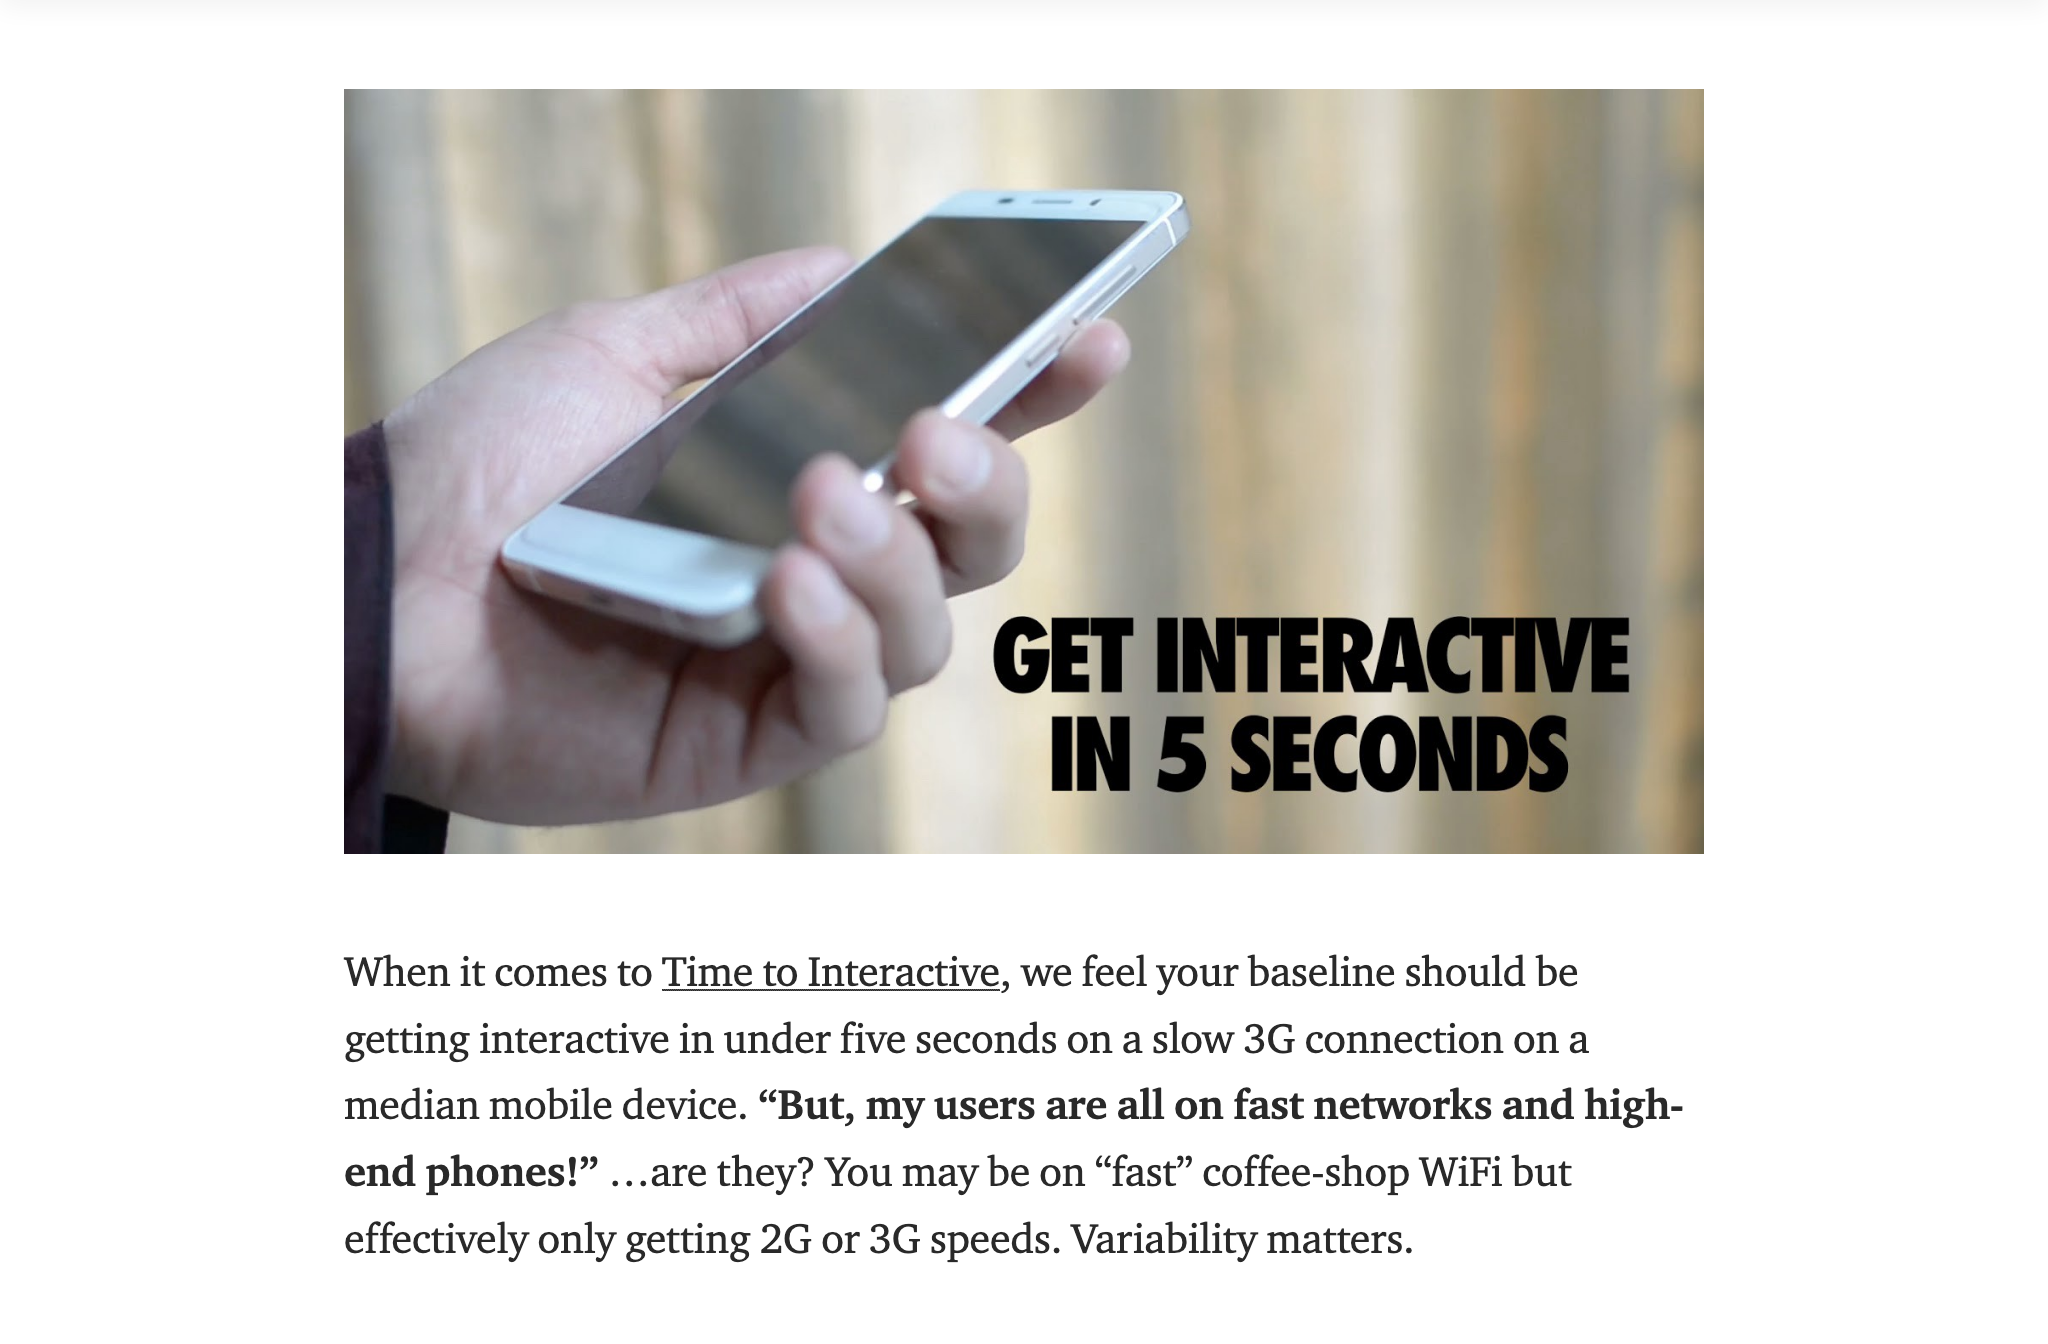 GET INTERACTIVE
IN 5 SECONDS
When it comes to Time to Interactive, we feel your baseline should be
getting interactive in under five seconds on a slow 3G connection on a
median mobile device. “But, my users are all on fast networks and high-
end phones!” …are they? You may be on “fast” coffee-shop WiFi but
effectively only getting 2G or 3G speeds. Variability matters.